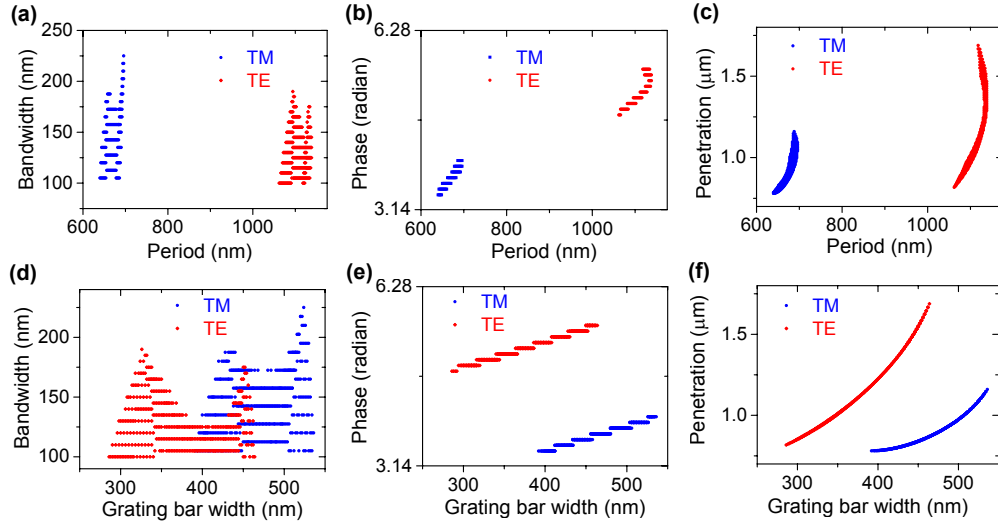 (a)
Bandwidth (nm)
250
200
150
100
TM
TE
600
800
1000
Period (nm)
(b)
Phase (radian)
6.28
3.14
TM
TE
600
800
1000
Period (nm)
(c)
Penetration (μm)
1.5
1.0
TM
TE
600
800
1000
Period (nm)
(d)
Bandwidth (nm)
200
150
100
TM
TE
300
400
500
Grating bar width (nm)
(e)
Phase (radian)
6.28
3.14
TM
TE
300
400
500
Grating bar width (nm)
(f)
Penetration (μm)
1.5
1.0
TM
TE
300
400
500
Grating bar width (nm)